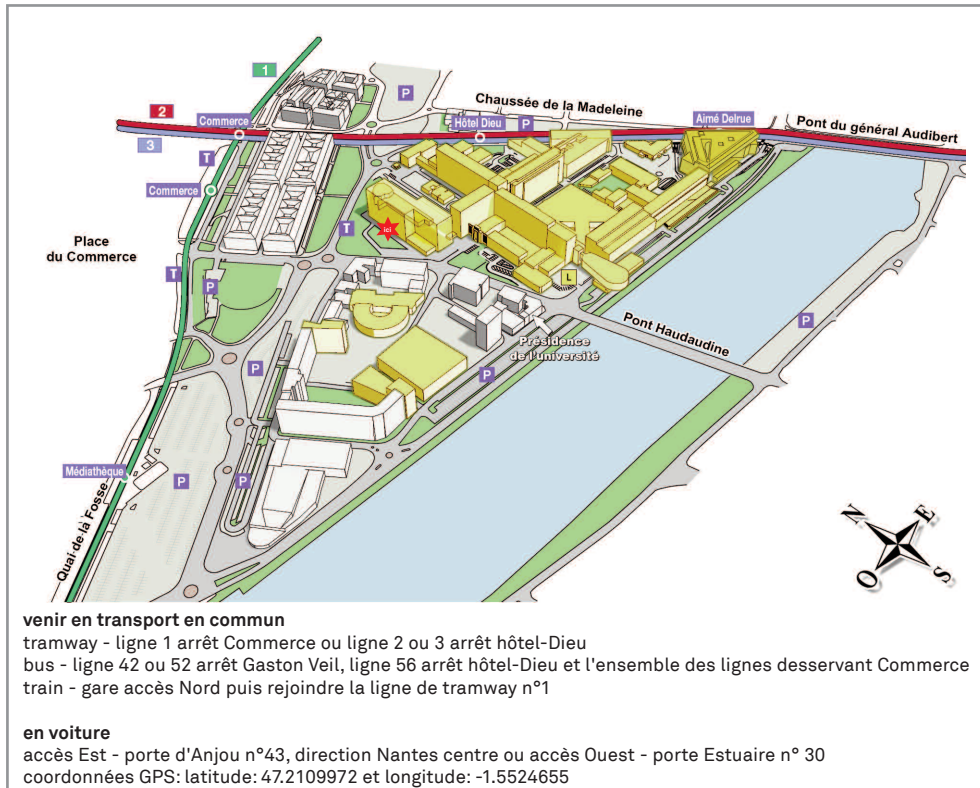 1
P
Chaussée de la Madeleine
2
Commerce
Hôtel Dieu
P
Aimé Delrue
Pont du général Audibert
3
T
Commerce
Place
du Commerce
T
ici
T
P
L
P
Pont Haudaudine
Présidence
de l'université
P
P
Médiathèque
P
P
Quai de la Fosse
N
E
O
S
venir en transport en commun
tramway - ligne 1 arrêt Commerce ou ligne 2 ou 3 arrêt hôtel-Dieu
bus - ligne 42 ou 52 arrêt Gaston Veil, ligne 56 arrêt hôtel-Dieu et l'ensemble des lignes desservant Commerce
train - gare accès Nord puis rejoindre la ligne de tramway n°1
en voiture
accès Est - porte d'Anjou n°43, direction Nantes centre ou accès Ouest - porte Estuaire n° 30
coordonnées GPS: latitude: 47.2109972 et longitude: -1.5524655